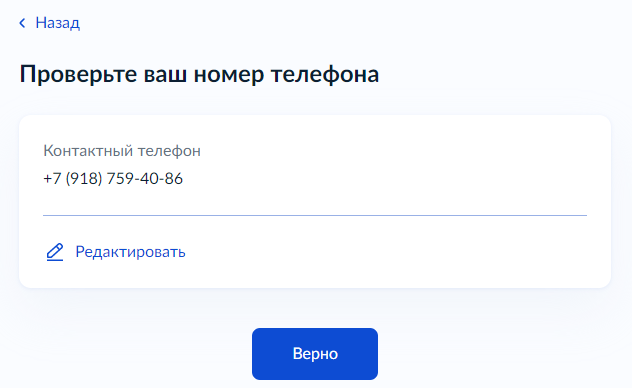 Назад
Проверьте ваш номер телефона
Контактный телефон
+7 (918) 759-40-86
Редактировать
Верно